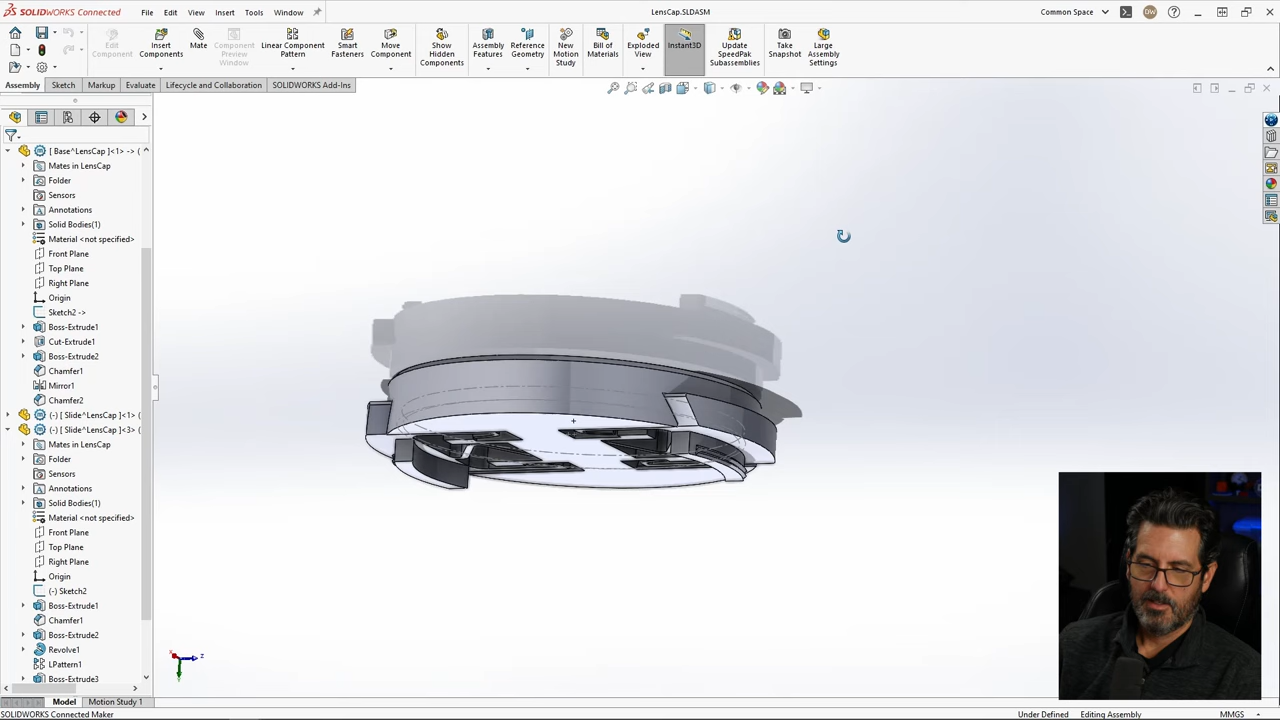 SOLIDWORKS Connected
File
Edit
View
Insert
Tools
Window
LensCap.SLDASM
Common Space
DW
Edit
Component
Insert
Components
Mate
Component
Preview
Window
Linear Component
Pattern
Smart
Fasteners
Move
Component
Show
Hidden
Components
Assembly
Features
Reference
Geometry
New
Motion
Study
Bill of
Materials
Exploded
View
Instant3D
Update
SpeedPak
Subassemblies
Take
Snapshot
Large
Assembly
Settings
Assembly
Sketch
Markup
Evaluate
Lifecycle and Collaboration
SOLIDWORKS Add-Ins
[ Base^LensCap ]<1> -> (
Mates in LensCap
Folder
Sensors
Annotations
Solid Bodies(1)
Material <not specified>
Front Plane
Top Plane
Right Plane
Origin
Sketch2 ->
Boss-Extrude1
Cut-Extrude1
Boss-Extrude2
Chamfer1
Mirror1
Chamfer2
(-) [ Slide^LensCap ]<1> (
(-) [ Slide^LensCap ]<3> (
Mates in LensCap
Folder
Sensors
Annotations
Solid Bodies(1)
Material <not specified>
Front Plane
Top Plane
Right Plane
Origin
(-) Sketch2
Boss-Extrude1
Chamfer1
Boss-Extrude2
Revolve1
LPattern1
Boss-Extrude3
x
z
Model
Motion Study 1
SOLIDWORKS Connected Maker
Under Defined
Editing Assembly
MMGS